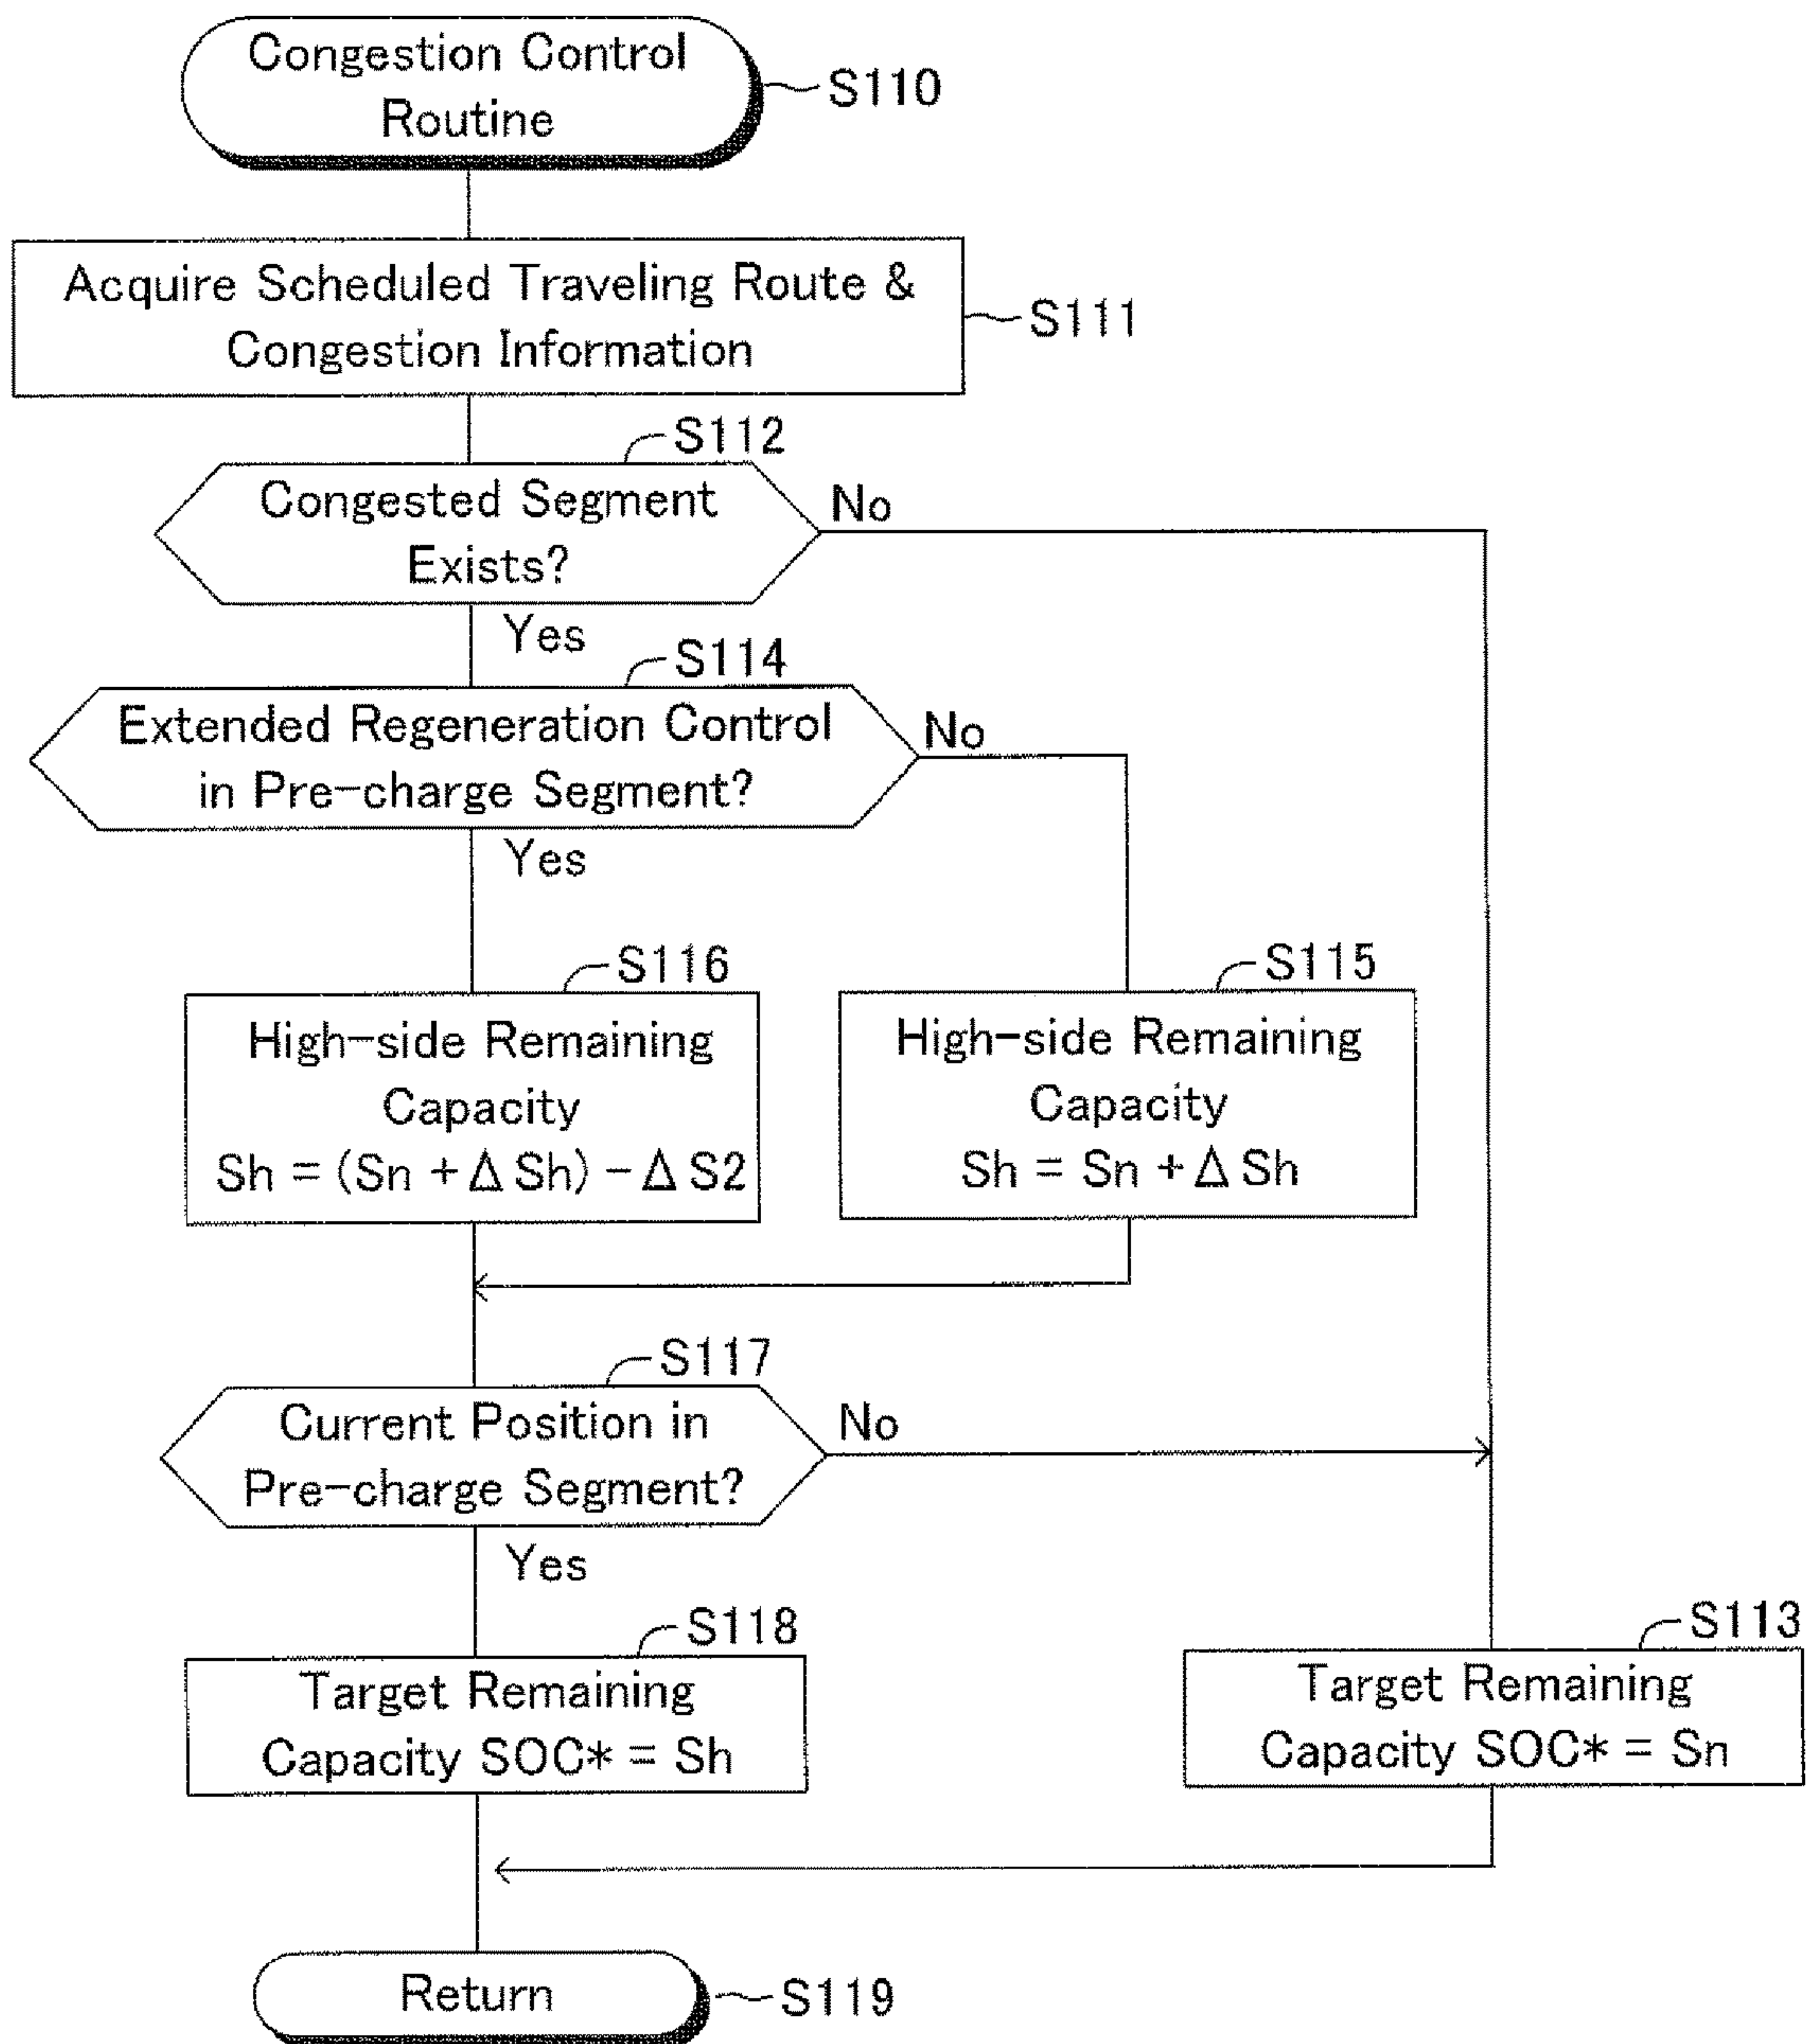 Congestion Control
Routine
S110
Acquire Scheduled Traveling Route &
Congestion Information
S111
S112
Congested Segment
Exists?
No
Yes
S114
Extended Regeneration Control
in Pre-charge Segment?
No
Yes
S116
High-side Remaining
Capacity
Sh = (Sn + Δ Sh) - Δ S2
S115
High-side Remaining
Capacity
Sh = Sn + Δ Sh
S117
Current Position in
Pre-charge Segment?
No
Yes
S118
Target Remaining
Capacity SOC* = Sh
S113
Target Remaining
Capacity SOC* = Sn
Return
S119